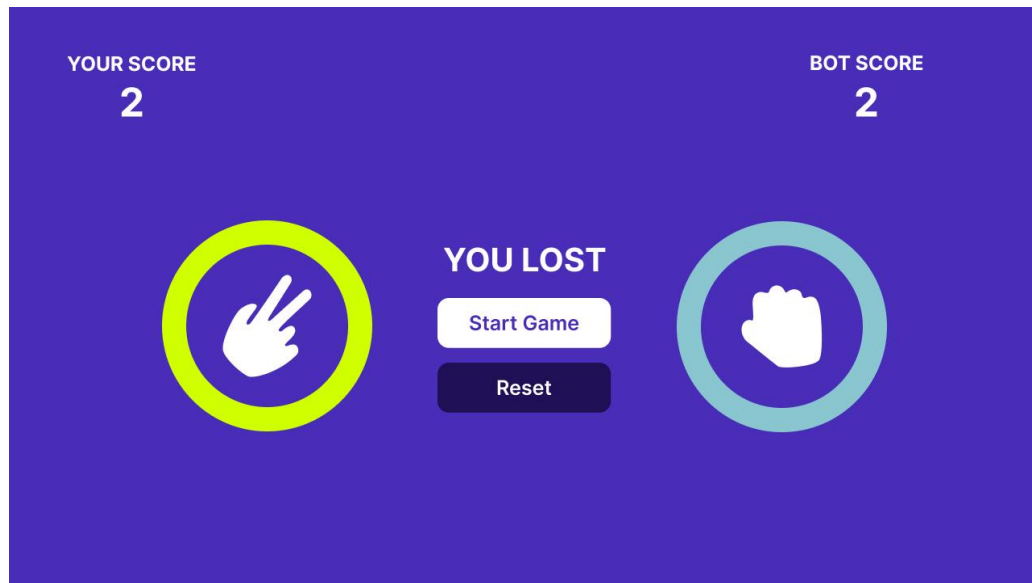 YOUR SCORE
2
BOT SCORE
2
YOU LOST
Start Game
Reset